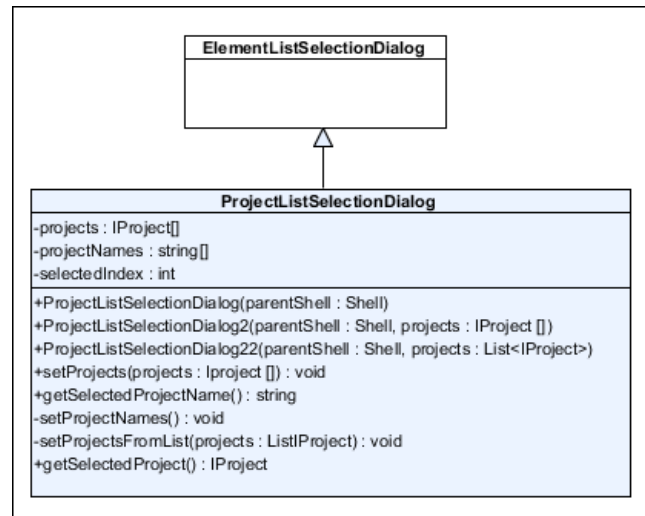 ElementListSelectionDialog
ProjectListSelectionDialog
-projects : IProject[]
-projectNames : string[]
-selectedIndex : int
+ProjectListSelectionDialog(parentShell : Shell)
+ProjectListSelectionDialog2(parentShell : Shell, projects : IProject [])
+ProjectListSelectionDialog22(parentShell : Shell, projects : List<IProject>)
+setProjects(projects : Iproject []) : void
+getSelectedProjectName() : string
-setProjectNames() : void
-setProjectsFromList(projects : ListIProject) : void
+getSelectedProject() : IProject